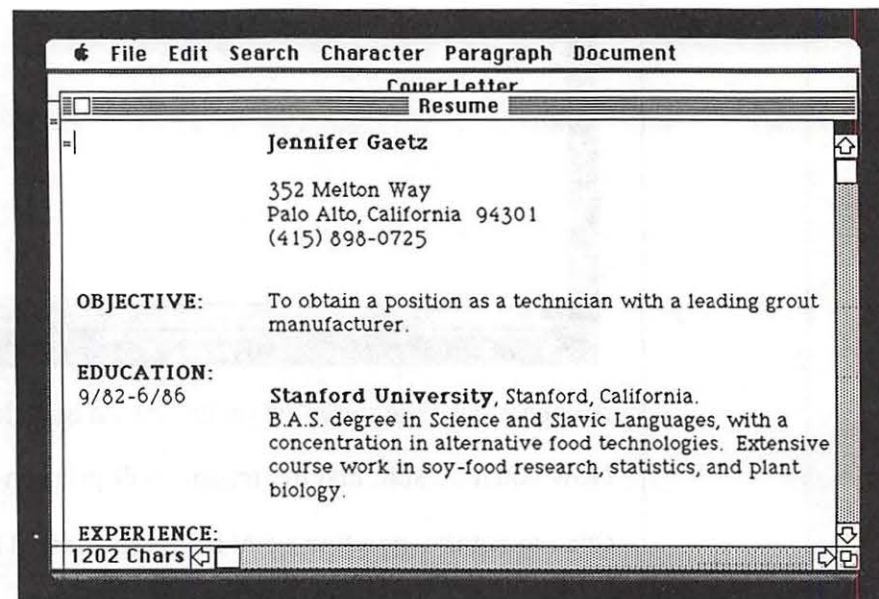 File Edit Search Character Paragraph Document
Cover Letter
Resume
=
=
Jennifer Gaetz
352 Melton Way
Palo Alto, California 94301
(415) 898-0725
OBJECTIVE: To obtain a position as a technician with a leading grout
manufacturer.
EDUCATION:
9/82-6/86 Stanford University, Stanford, California.
B.A.S. degree in Science and Slavic Languages, with a
concentration in alternative food technologies. Extensive
course work in soy-food research, statistics, and plant
biology.
EXPERIENCE:
1202 Chars